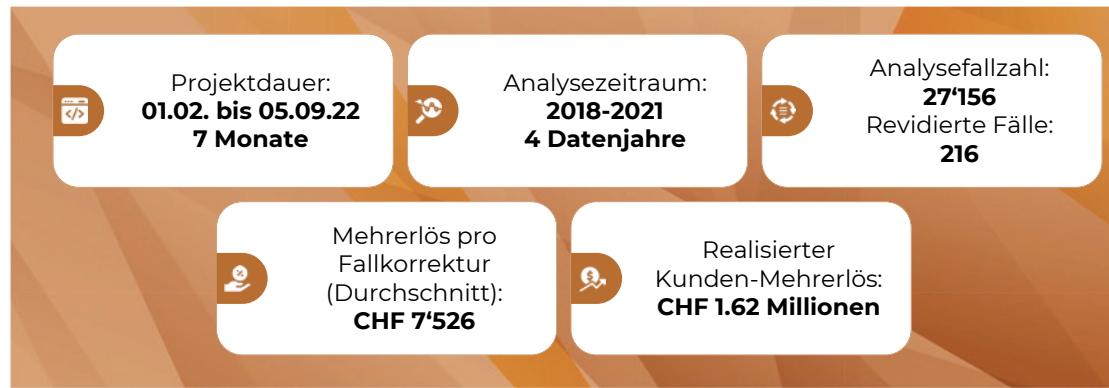 Projektdauer:
01.02. bis 05.09.22
7 Monate
Analysezeitraum:
2018-2021
4 Datenjahre
Analysefallzahl:
27‘156
Revidierte Fälle:
216
Mehrerlös pro
Fallkorrektur
(Durchschnitt):
CHF 7‘526
Realisierter
Kunden-Mehrerlös:
CHF 1.62 Millionen